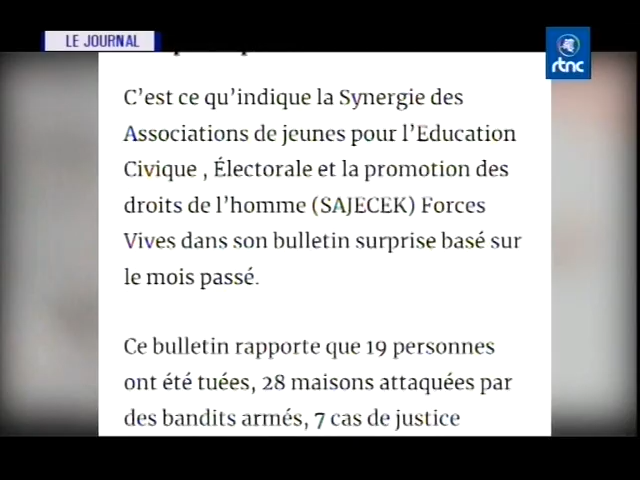 LE JOURNAL
rtnc
C’est ce qu’indique la Synergie des
Associations de jeunes pour l’Education
Civique , Électorale et la promotion des
droits de l’homme (SAJECEK) Forces
Vives dans son bulletin surprise basé sur
le mois passé.
Ce bulletin rapporte que 19 personnes
ont été tuées, 28 maisons attaquées par
des bandits armés, 7 cas de justice